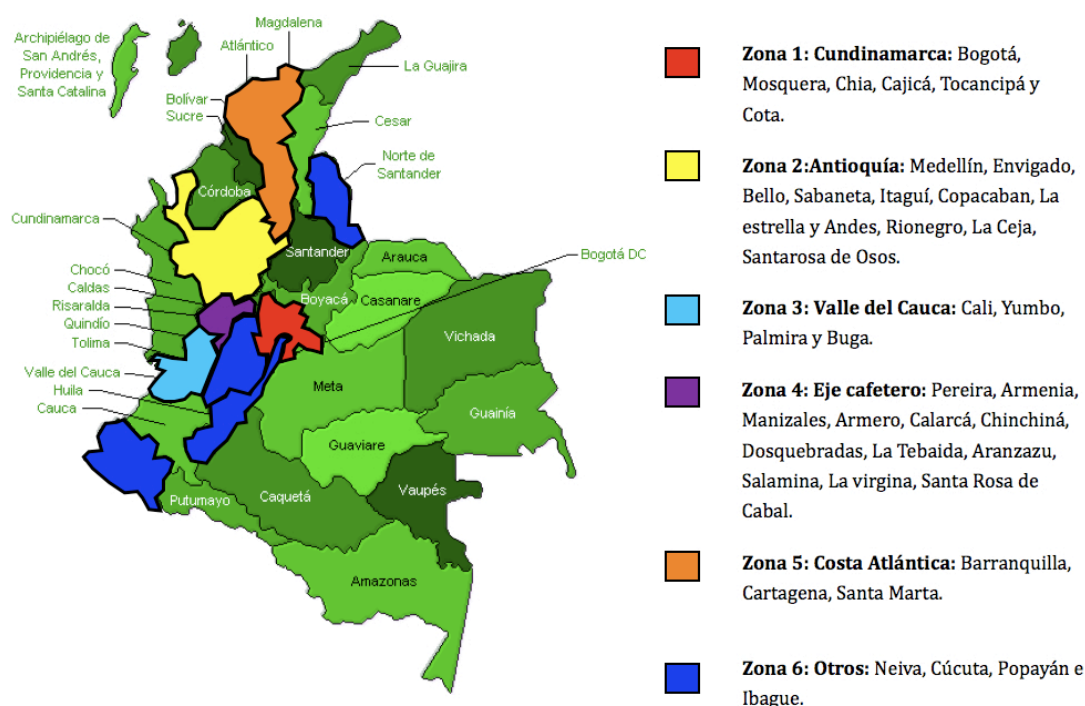 Magdalena
Atlántico
Archipiélago de
San Andrés,
Providencia y
Santa Catalina
La Guajira
Bolívar
Sucre
Cesar
Norte de
Santander
Córdoba
Cundinamarca
Santander
Arauca
Bogotá DC
Chocó
Caldas
Risaralda
Quindío
Tolima
Boyacá
Casanare
Vichada
Valle del Cauca
Huila
Cauca
Meta
Guainía
Guaviare
Vaupés
Putumayo
Caquetá
Amazonas
Zona 1: Cundinamarca: Bogotá,
Mosquera, Chia, Cajicá, Tocancipá y
Cota.
Zona 2:Antioquía: Medellín, Envigado,
Bello, Sabaneta, Itaguí, Copacaban, La
estrella y Andes, Rionegro, La Ceja,
Santarosa de Osos.
Zona 3: Valle del Cauca: Cali, Yumbo,
Palmira y Buga.
Zona 4: Eje cafetero: Pereira, Armenia,
Manizales, Armero, Calarcá, Chinchiná,
Dosquebradas, La Tebaida, Aranzazu,
Salamina, La virgina, Santa Rosa de
Cabal.
Zona 5: Costa Atlántica: Barranquilla,
Cartagena, Santa Marta.
Zona 6: Otros: Neiva, Cúcuta, Popayán e
Ibague.